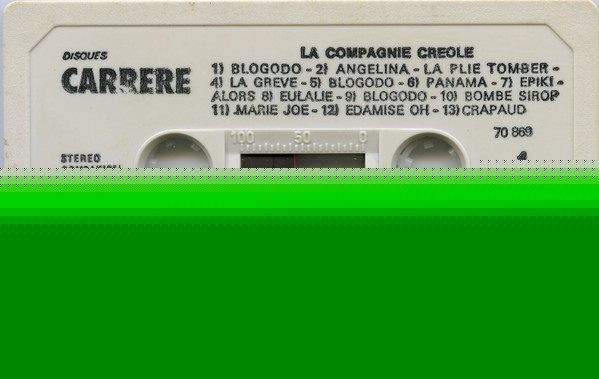 DISQUES
CARRERE
LA COMPAGNIE CREOLE
1) BLOGODO - 2) ANGELINA - LA PLIE TOMBER -
4) LA GREVE - 5) BLOGODO - 6) PANAMA - 7) EPIKI -
ALORS 8) EULALIE - 9) BLOGODO - 10) BOMBE SIROP
11) MARIE JOE - 12) EDAMISE OH - 13) CRAPAUD
70 869
100 50 0
STEREO